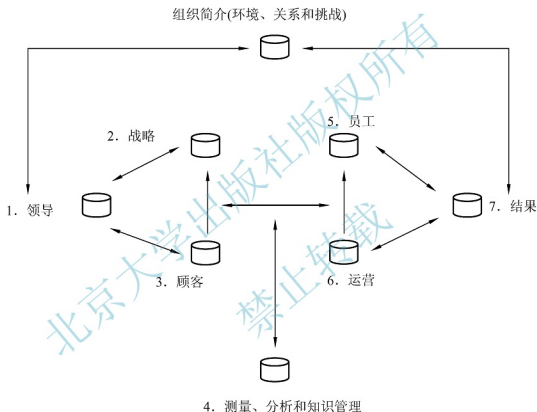 组织简介(环境、关系和挑战)
2. 战略
5. 员工
1. 领导
7. 结果
3. 顾客
6. 运营
4. 测量、分析和知识管理
北京大学出版社版权所有
禁止转载